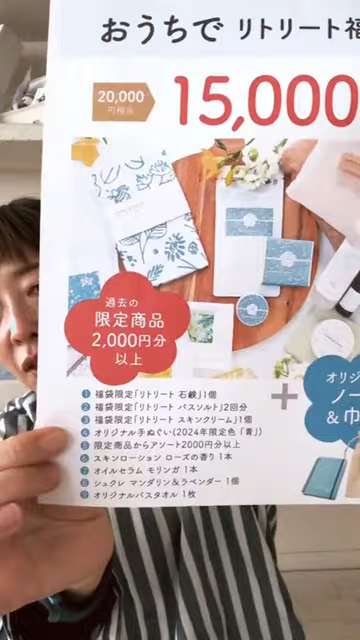 おうちで リトリート福
20,000
円相当
15,000
過去の
限定商品
2,000円分
以上
オリジ
ノー
& 巾
+
1 福袋限定「リトリート 石鹸」1個
2 福袋限定「リトリート バスソルト」2回分
3 福袋限定「リトリート スキンクリーム」1個
4 オリジナル手ぬぐい(2024年限定色「青」)
5 限定商品からアソート2000円分以上
6 スキンローション ローズの香り 1本
7 オイルセラム モリンガ 1本
8 シュクレ マンダリン&ラベンダー 1個
9 オリジナルバスタオル 1枚